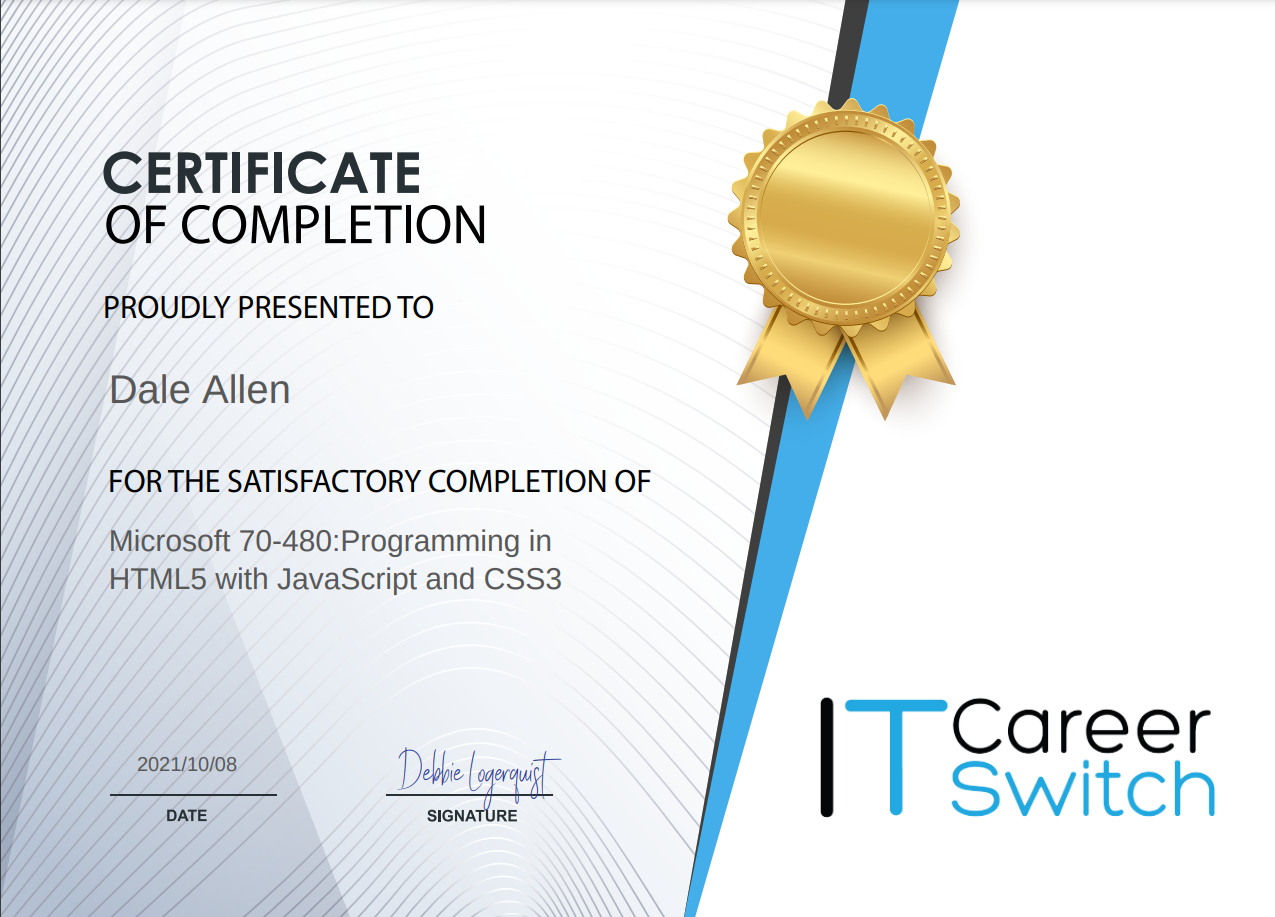 CERTIFICATE
OF COMPLETION
PROUDLY PRESENTED TO
Dale Allen
FOR THE SATISFACTORY COMPLETION OF
Microsoft 70-480:Programming in
HTML5 with JavaScript and CSS3
2021/10/08
DATE
Debbie Logerquist
SIGNATURE
IT Career
Switch